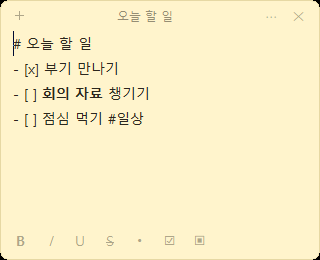 + 오늘 할 일 ··· ×
# 오늘 할 일
- [x] 부기 만나기
- [ ] 회의 자료 챙기기
- [ ] 점심 먹기 #일상
B / U S • ☑ ▣